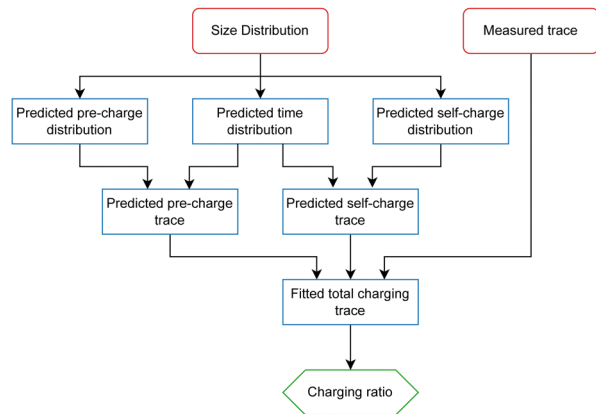 Size Distribution
Measured trace
Predicted pre-charge
distribution
Predicted time
distribution
Predicted self-charge
distribution
Predicted pre-charge
trace
Predicted self-charge
trace
Fitted total charging
trace
Charging ratio